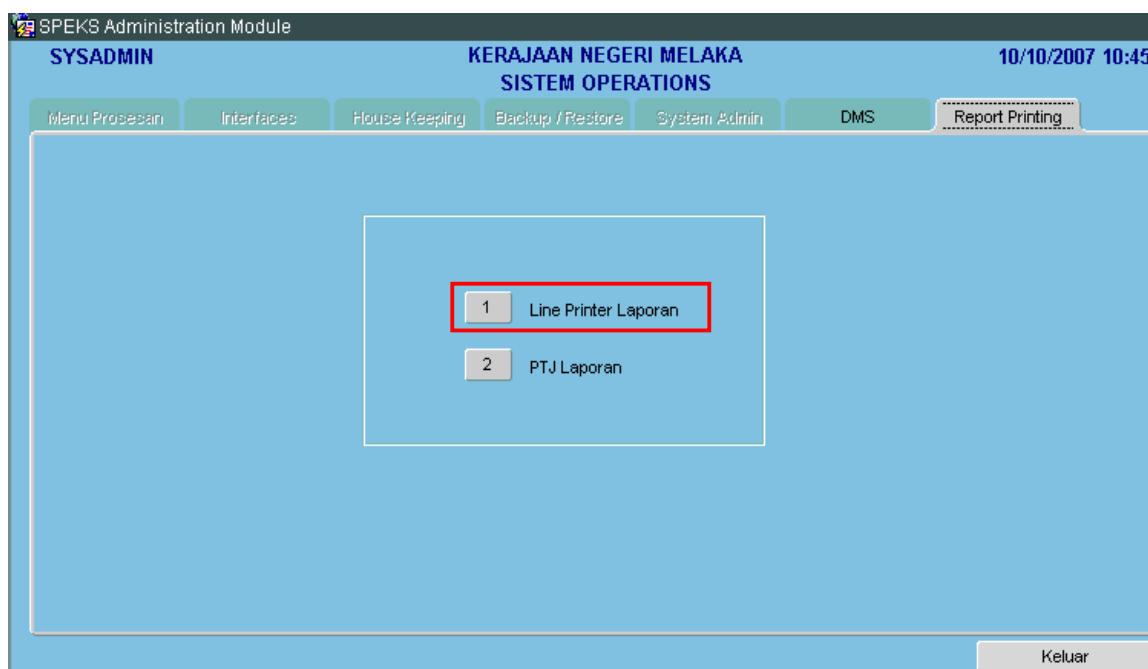 SPEKS Administration Module
SYSADMIN KERAJAAN NEGERI MELAKA 10/10/2007 10:45
SISTEM OPERATIONS
Menu Prosesan Interfaces House Keeping Backup / Restore System Admin DMS Report Printing
1 Line Printer Laporan
2 PTJ Laporan
Keluar